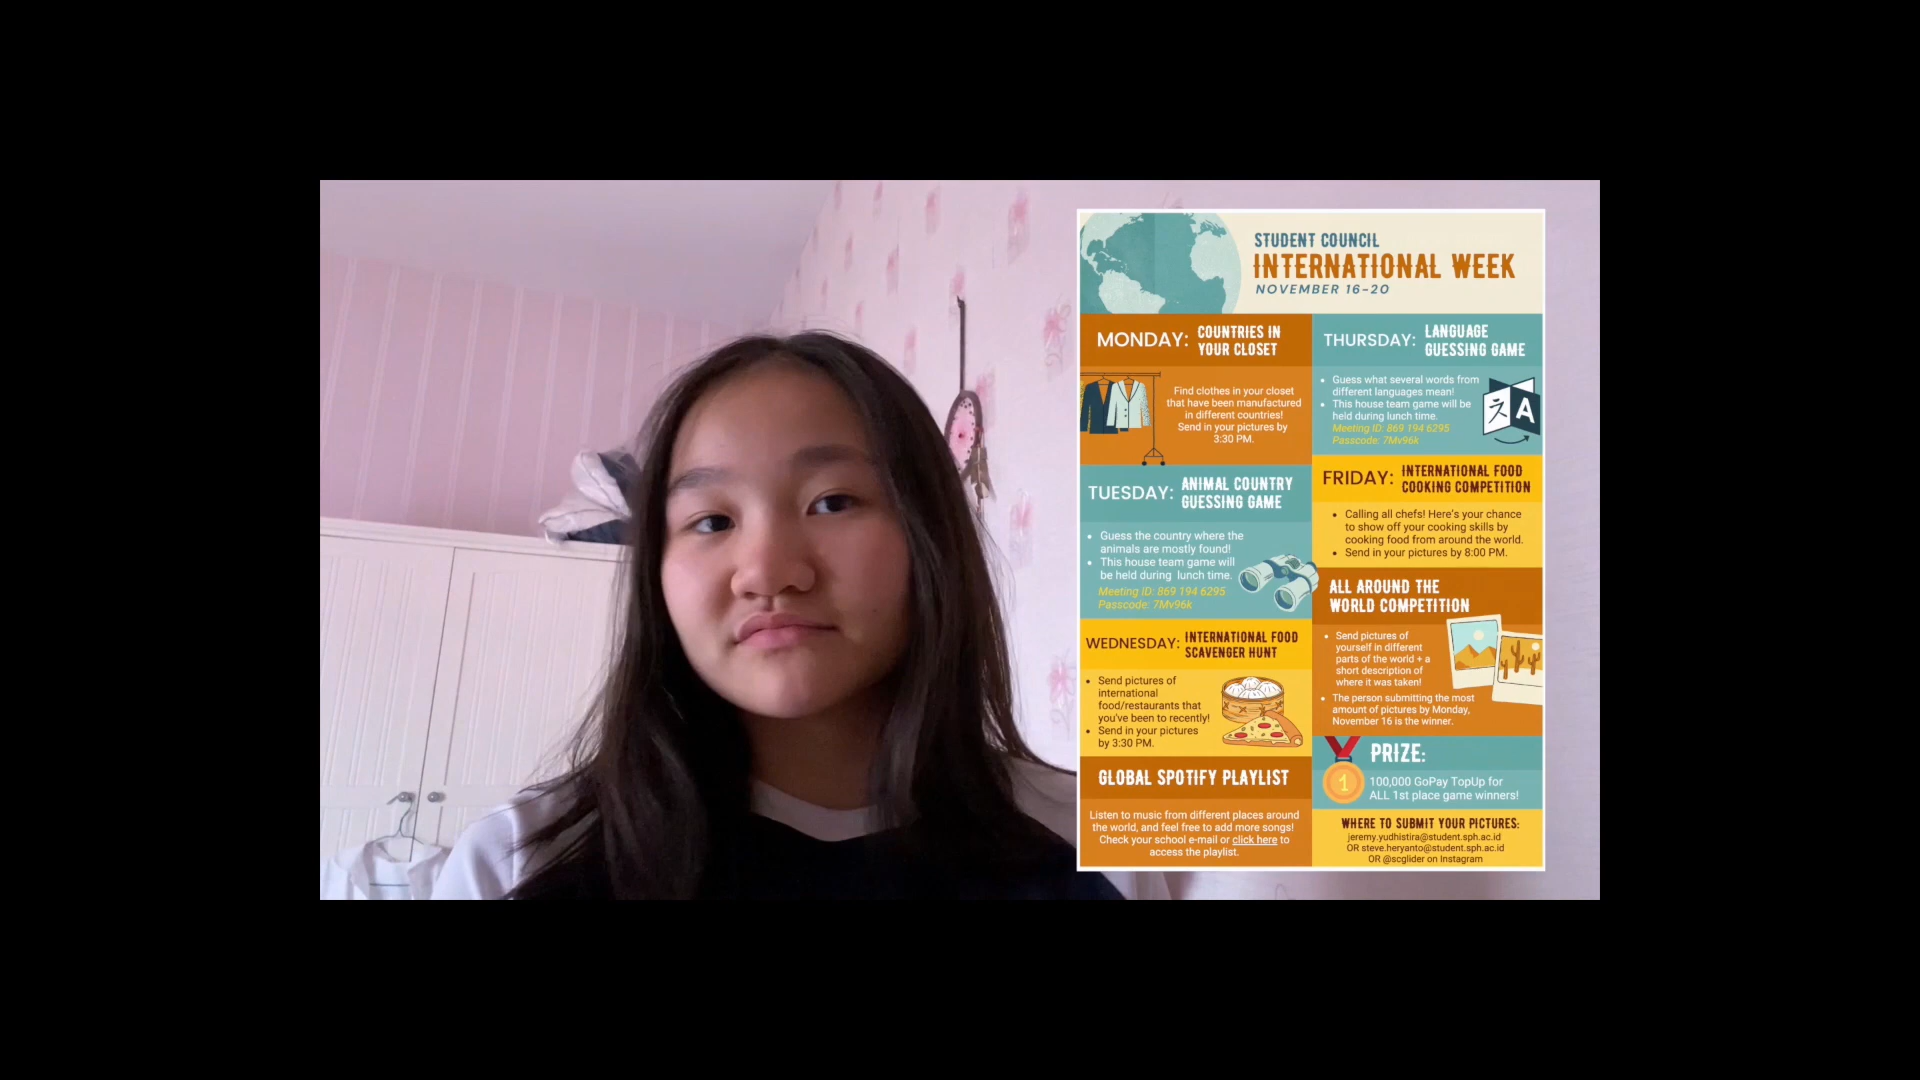 STUDENT COUNCIL
INTERNATIONAL WEEK
NOVEMBER 16-20
MONDAY: COUNTRIES IN
YOUR CLOSET
Find clothes in your closet
that have been manufactured
in different countries!
Send in your pictures by
3:30 PM.
TUESDAY: ANIMAL COUNTRY
GUESSING GAME
• Guess the country where the
animals are mostly found!
• This house team game will
be held during lunch time.
Meeting ID: 869 194 6295
Passcode: 7Mv96k
WEDNESDAY: INTERNATIONAL FOOD
SCAVENGER HUNT
• Send pictures of
international
food/restaurants that
you've been to recently!
• Send in your pictures
by 3:30 PM.
GLOBAL SPOTIFY PLAYLIST
Listen to music from different places around
the world, and feel free to add more songs!
Check your school e-mail or click here to
access the playlist.
THURSDAY: LANGUAGE
GUESSING GAME
• Guess what several words from
different languages mean!
• This house team game will be
held during lunch time.
Meeting ID: 869 194 6295
Passcode: 7Mv96k
A
FRIDAY: INTERNATIONAL FOOD
COOKING COMPETITION
• Calling all chefs! Here's your chance
to show off your cooking skills by
cooking food from around the world.
• Send in your pictures by 8:00 PM.
ALL AROUND THE
WORLD COMPETITION
• Send pictures of
yourself in different
parts of the world + a
short description of
where it was taken!
• The person submitting the most
amount of pictures by Monday,
November 16 is the winner.
PRIZE:
1
100,000 GoPay TopUp for
ALL 1st place game winners!
WHERE TO SUBMIT YOUR PICTURES:
jeremy.yudhistira@student.sph.ac.id
OR steve.heryanto@student.sph.ac.id
OR @scglider on Instagram